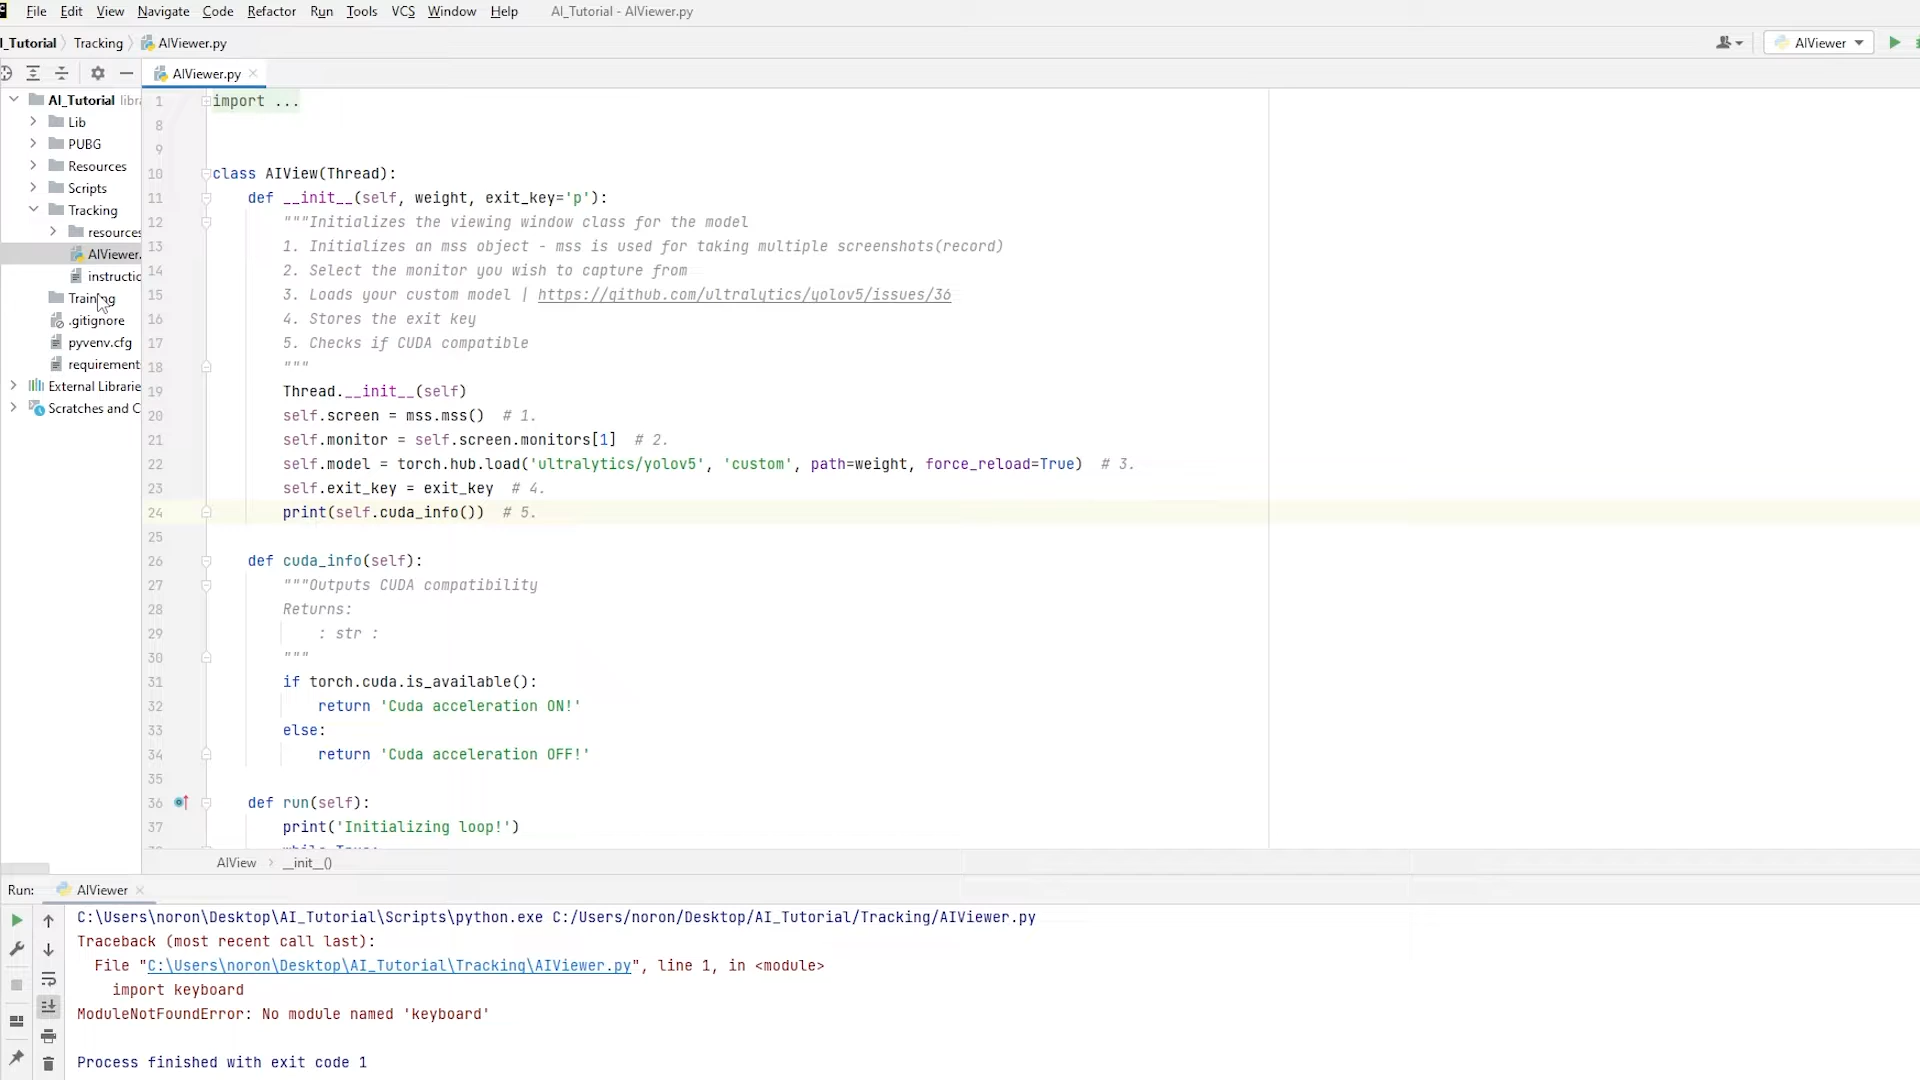 File Edit View Navigate Code Refactor Run Tools VCS Window Help AI_Tutorial - AIViewer.py
I_Tutorial Tracking AIViewer.py
AIViewer
AIViewer.py
AI_Tutorial libra
Lib
PUBG
Resources
Scripts
Tracking
resources
AIViewer.
instructio
Training
.gitignore
pyvenv.cfg
requirement
External Librarie
Scratches and C
1 import ...
8
9
10 class AIView(Thread):
11 def __init__(self, weight, exit_key='p'):
12 """Initializes the viewing window class for the model
13 1. Initializes an mss object - mss is used for taking multiple screenshots(record)
14 2. Select the monitor you wish to capture from
15 3. Loads your custom model | https://github.com/ultralytics/yolov5/issues/36
16 4. Stores the exit key
17 5. Checks if CUDA compatible
18 """
19 Thread.__init__(self)
20 self.screen = mss.mss() # 1.
21 self.monitor = self.screen.monitors[1] # 2.
22 self.model = torch.hub.load('ultralytics/yolov5', 'custom', path=weight, force_reload=True) # 3.
23 self.exit_key = exit_key # 4.
24 print(self.cuda_info()) # 5.
25
26 def cuda_info(self):
27 """Outputs CUDA compatibility
28 Returns:
29 : str :
30 """
31 if torch.cuda.is_available():
32 return 'Cuda acceleration ON!'
33 else:
34 return 'Cuda acceleration OFF!'
35
36 def run(self):
37 print('Initializing loop!')
while True:
AIView __init__()
Run: AIViewer
C:\Users\noron\Desktop\AI_Tutorial\Scripts\python.exe C:/Users/noron/Desktop/AI_Tutorial/Tracking/AIViewer.py
Traceback (most recent call last):
File "C:\Users\noron\Desktop\AI_Tutorial\Tracking\AIViewer.py", line 1, in <module>
import keyboard
ModuleNotFoundError: No module named 'keyboard'
Process finished with exit code 1